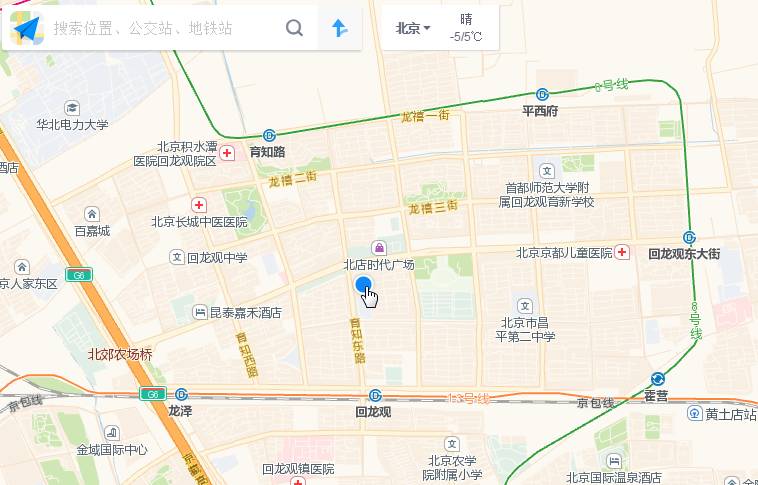 搜索位置、公交站、地铁站
北京
晴
-5/5℃
8号线
平西府
华北电力大学
龙禧一街
育知路
北京积水潭
医院回龙观院区
龙禧二街
首都师范大学附
属回龙观育新学校
北京长城中医医院
龙禧三街
百嘉城
回龙观中学
北店时代广场
北京京都儿童医院
回龙观东大街
京人家东区
G6
昆泰嘉禾酒店
北京市昌
平第二中学
8号线
育知西路
育知东路
北郊农场桥
G6
龙泽
回龙观
13号线
京包线
京包线
霍营
黄土店站
金域国际中心
回龙观镇医院
北京农学
院附属小学
北京国际温泉酒店
酒店